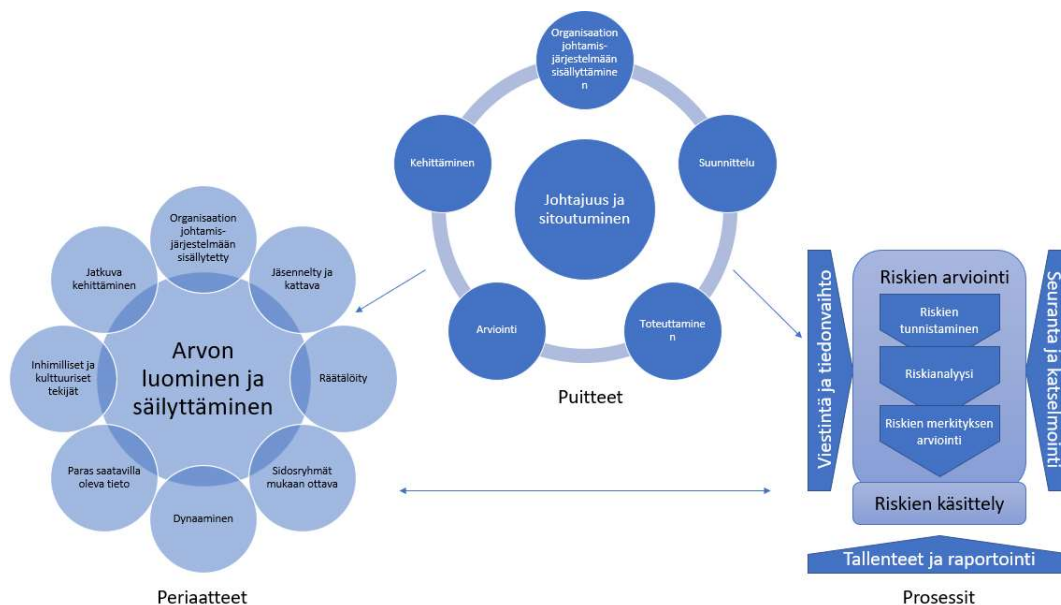 Organisaation
johtamis-
järjestelmään
sisällyttämine
n
Kehittäminen
Suunnittelu
Johtajuus ja
sitoutuminen
Arviointi
Toteuttamine
n
Puitteet
Organisaation
johtamis-
järjestelmään
sisällytetty
Jatkuva
kehittäminen
Jäsennelty ja
kattava
Inhimilliset ja
kulttuuriset
tekijät
Arvon
luominen ja
säilyttäminen
Räätälöity
Paras saatavilla
oleva tieto
Sidosryhmät
mukaan ottava
Dynaaminen
Periaatteet
Viestintä ja tiedonvaihto
Riskien arviointi
Riskien
tunnistaminen
Riskianalyysi
Riskien merkityksen
arviointi
Riskien käsittely
Seuranta ja katselmointi
Tallenteet ja raportointi
Prosessit